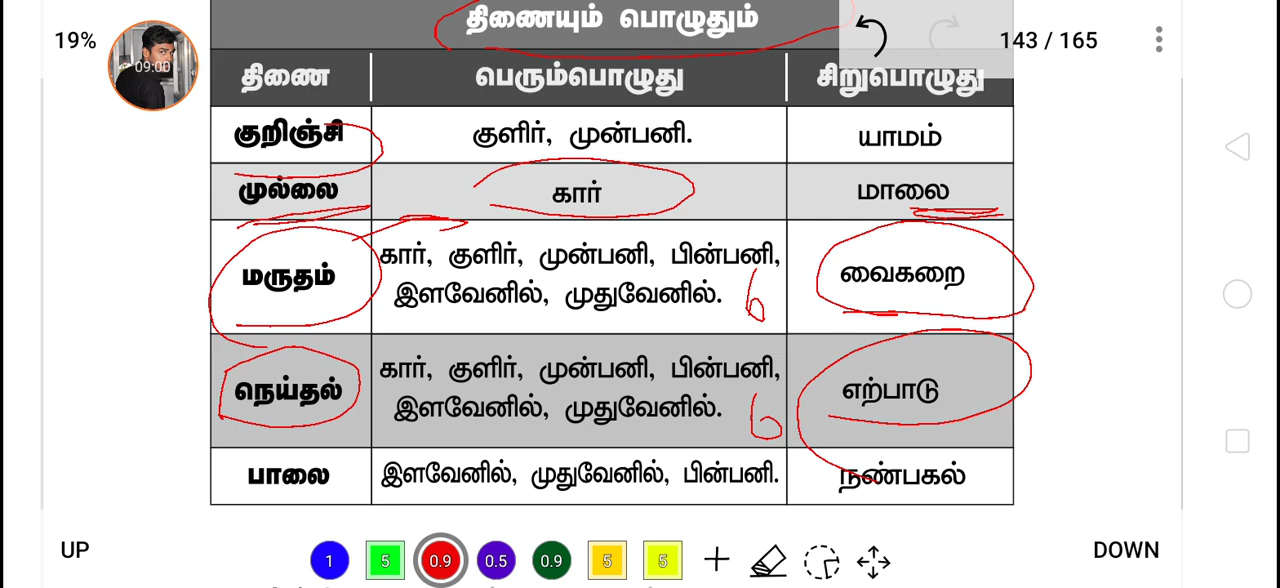 திணையும் பொழுதும்
19%
143 / 165
09:00
திணை பெரும்பொழுது சிறுபொழுது
குறிஞ்சி குளிர், முன்பனி. யாமம்
முல்லை கார் மாலை
மருதம் கார், குளிர், முன்பனி, பின்பனி, வைகறை
இளவேனில், முதுவேனில். 6
நெய்தல் கார், குளிர், முன்பனி, பின்பனி, எற்பாடு
இளவேனில், முதுவேனில். 6
பாலை இளவேனில், முதுவேனில், பின்பனி. நண்பகல்
UP 1 5 0.9 0.5 0.9 5 5 DOWN